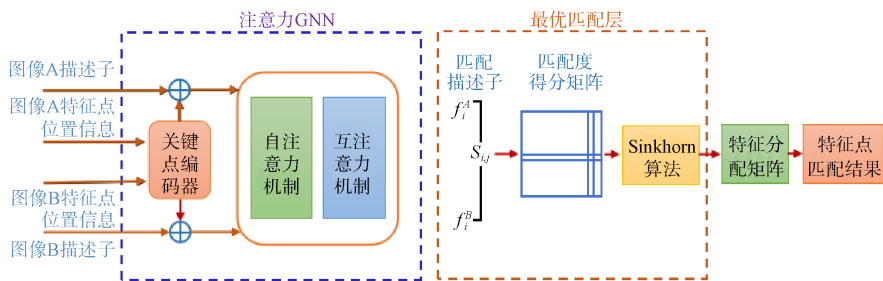 注意力GNN
最优匹配层
图像A描述子
图像A特征点
位置信息
关键
点编
码器
图像B特征点
位置信息
图像B描述子
自注
意力
机制
互注
意力
机制
匹配
描述子
f_i^A
S_{i,j}
f_i^B
匹配度
得分矩阵
Sinkhorn
算法
特征分
配矩阵
特征点
匹配结果